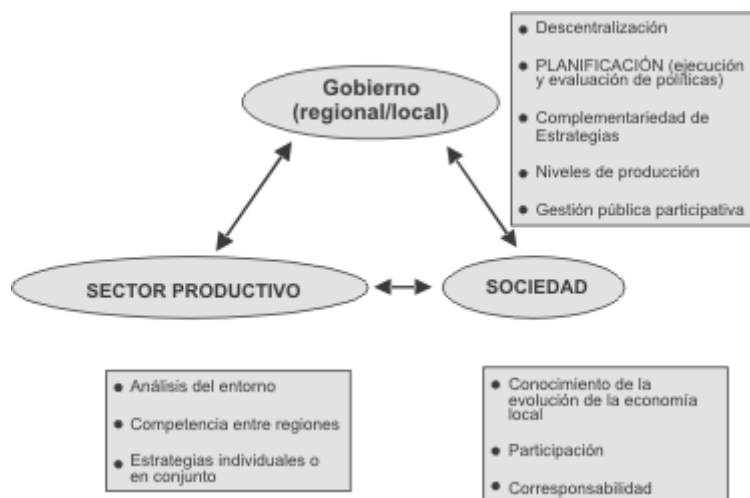 Gobierno
(regional/local)
● Descentralización
● PLANIFICACIÓN (ejecución
y evaluación de políticas)
● Complementariedad de
Estrategias
● Niveles de producción
● Gestión pública participativa
SECTOR PRODUCTIVO
SOCIEDAD
● Análisis del entorno
● Competencia entre regiones
● Estrategias individuales o
en conjunto
● Conocimiento de la
evolución de la economía
local
● Participación
● Corresponsabilidad